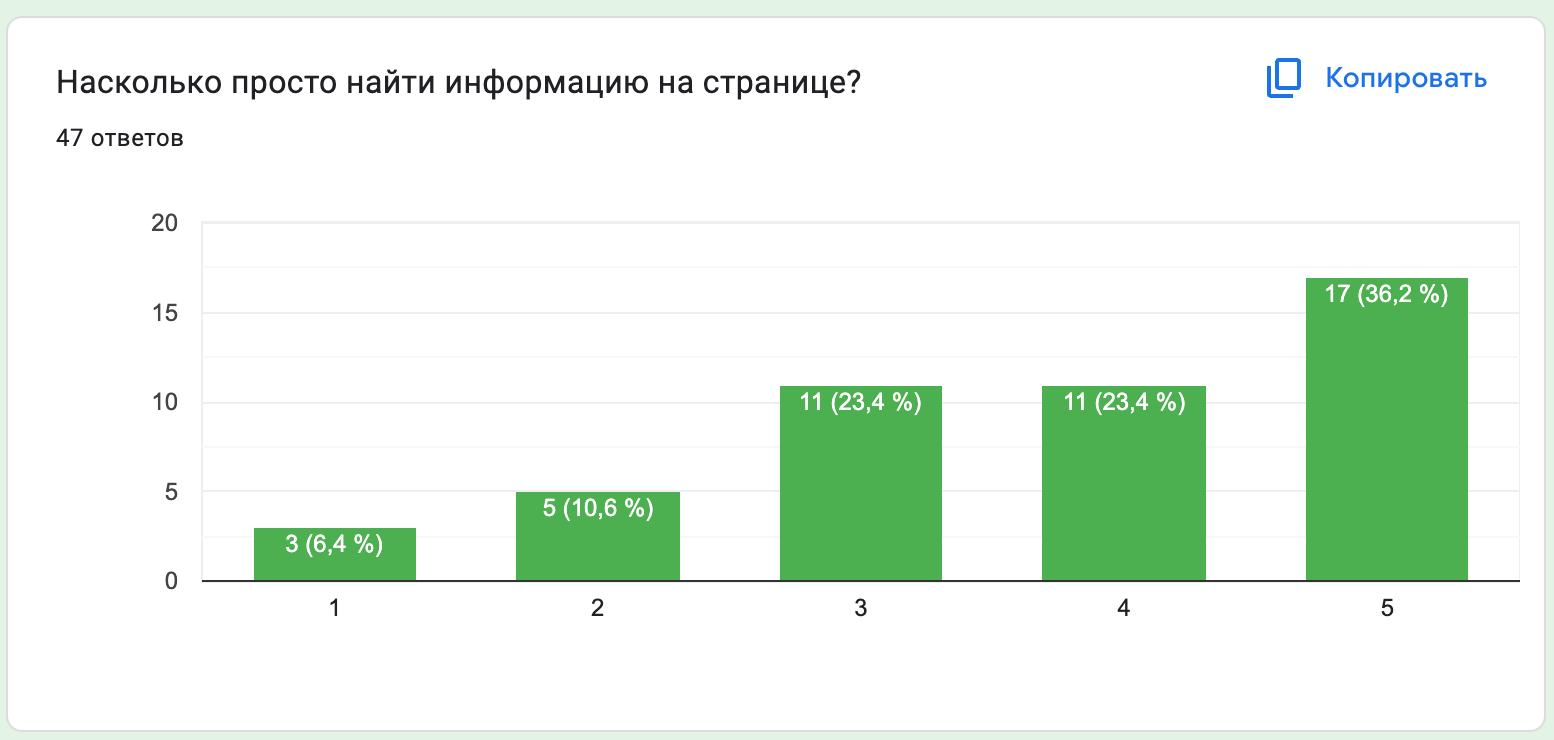 Насколько просто найти информацию на странице?
Копировать
47 ответов
20
15
10
5
0
3 (6,4 %)
5 (10,6 %)
11 (23,4 %)
11 (23,4 %)
17 (36,2 %)
1
2
3
4
5